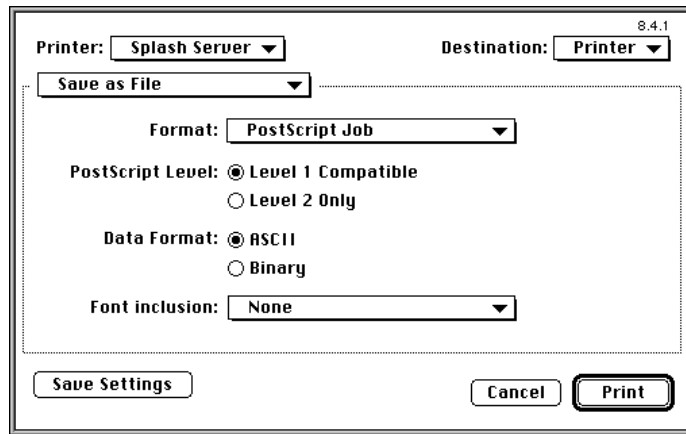 8.4.1
Printer: Splash Server Destination: Printer
Save as File
Format: PostScript Job
PostScript Level: Level 1 Compatible
Level 2 Only
Data Format: ASCII
Binary
Font inclusion: None
Save Settings Cancel Print